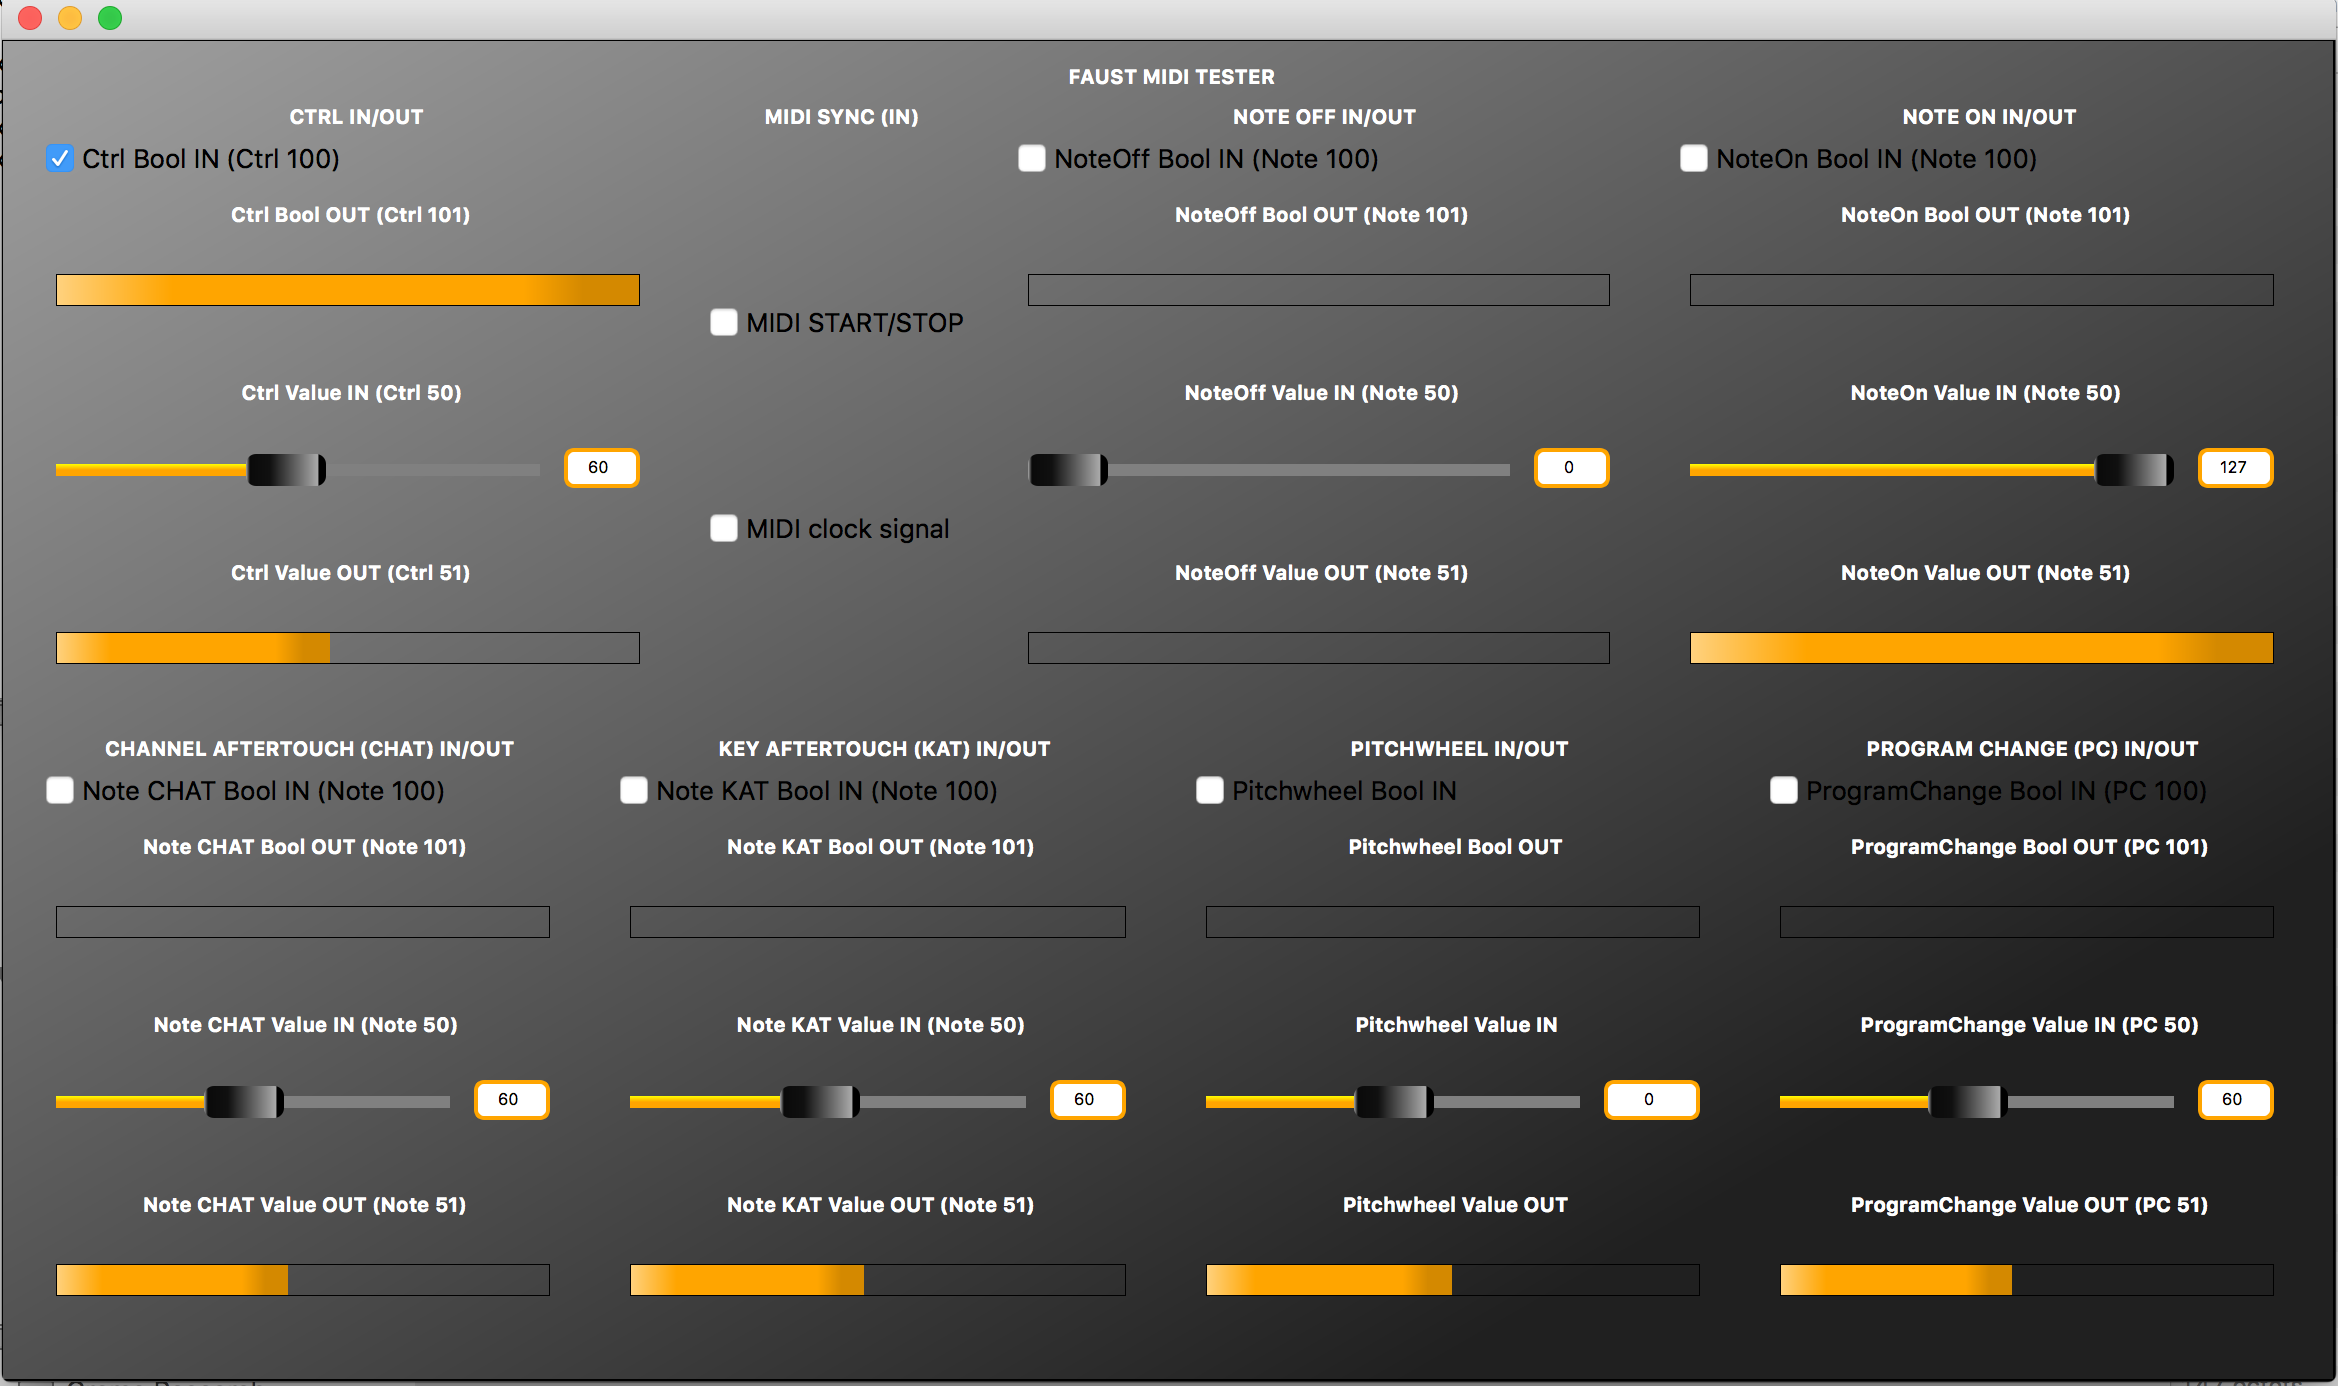 FAUST MIDI TESTER
CTRL IN/OUT
Ctrl Bool IN (Ctrl 100)
Ctrl Bool OUT (Ctrl 101)
Ctrl Value IN (Ctrl 50)
60
Ctrl Value OUT (Ctrl 51)
MIDI SYNC (IN)
MIDI START/STOP
MIDI clock signal
NOTE OFF IN/OUT
NoteOff Bool IN (Note 100)
NoteOff Bool OUT (Note 101)
NoteOff Value IN (Note 50)
0
NoteOff Value OUT (Note 51)
NOTE ON IN/OUT
NoteOn Bool IN (Note 100)
NoteOn Bool OUT (Note 101)
NoteOn Value IN (Note 50)
127
NoteOn Value OUT (Note 51)
CHANNEL AFTERTOUCH (CHAT) IN/OUT
Note CHAT Bool IN (Note 100)
Note CHAT Bool OUT (Note 101)
Note CHAT Value IN (Note 50)
60
Note CHAT Value OUT (Note 51)
KEY AFTERTOUCH (KAT) IN/OUT
Note KAT Bool IN (Note 100)
Note KAT Bool OUT (Note 101)
Note KAT Value IN (Note 50)
60
Note KAT Value OUT (Note 51)
PITCHWHEEL IN/OUT
Pitchwheel Bool IN
Pitchwheel Bool OUT
Pitchwheel Value IN
0
Pitchwheel Value OUT
PROGRAM CHANGE (PC) IN/OUT
ProgramChange Bool IN (PC 100)
ProgramChange Bool OUT (PC 101)
ProgramChange Value IN (PC 50)
60
ProgramChange Value OUT (PC 51)